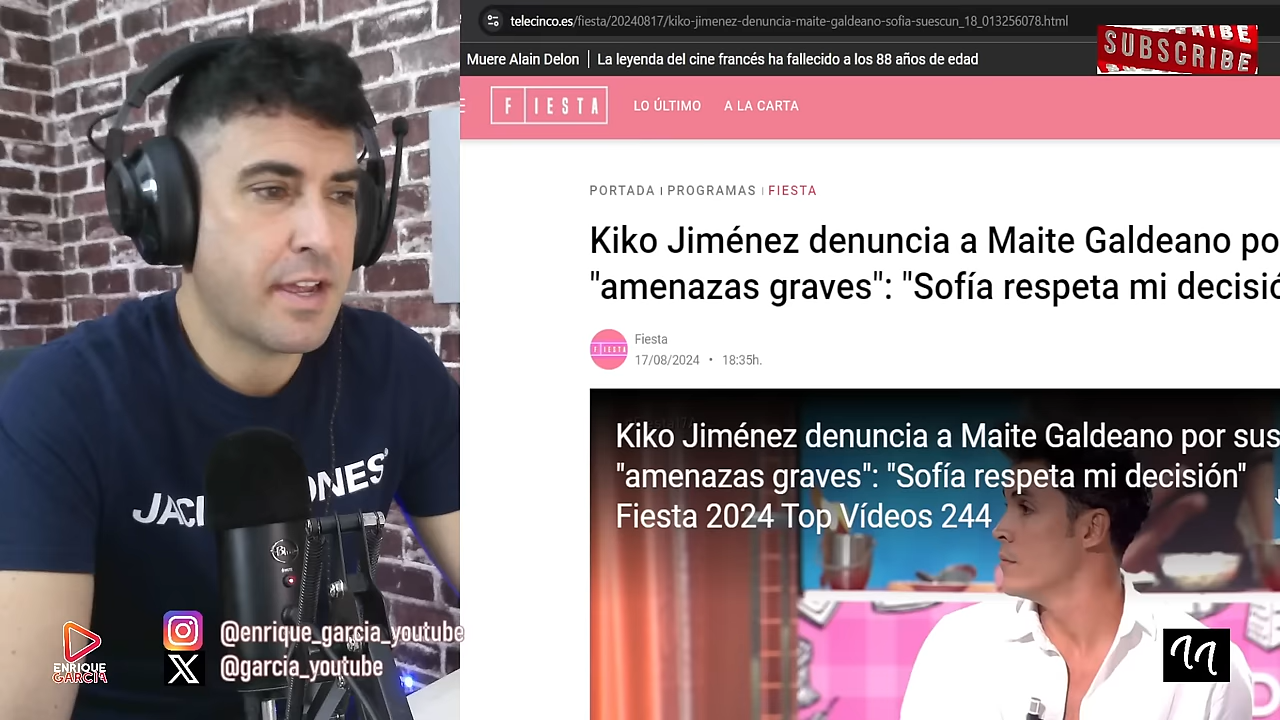 telecinco.es/fiesta/20240817/kiko-jimenez-denuncia-maite-galdeano-sofia-suescun_18_013256078.html
Muere Alain Delon | La leyenda del cine francés ha fallecido a los 88 años de edad
SUBSCRIBE
FIESTA
LO ÚLTIMO
A LA CARTA
PORTADA | PROGRAMAS | FIESTA
Kiko Jiménez denuncia a Maite Galdeano po
"amenazas graves": "Sofía respeta mi decisió
Fiesta
17/08/2024 • 18:35h.
Kiko Jiménez denuncia a Maite Galdeano por sus
"amenazas graves": "Sofía respeta mi decisión"
Fiesta 2024 Top Vídeos 244
JAC ONES
Blue
@enrique_garcia_youtube
@garcia_youtube
ENRIQUE
GARCIA